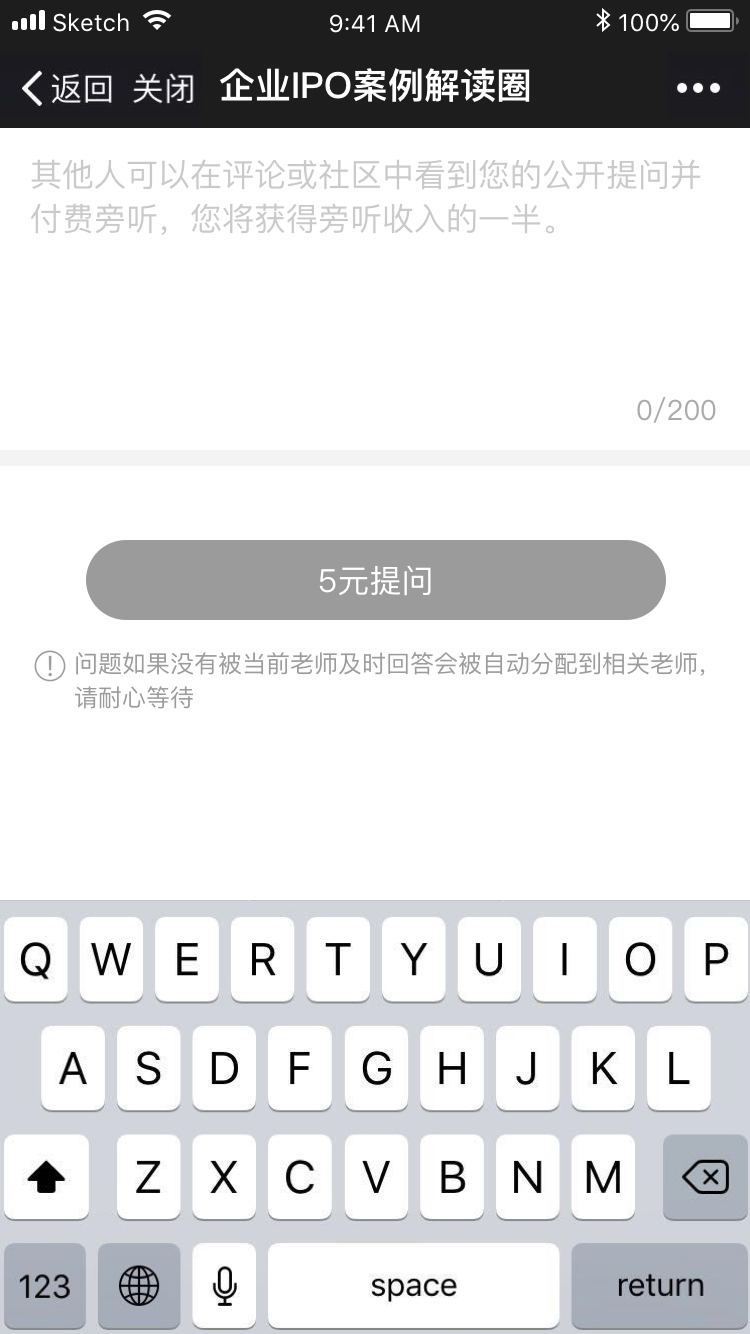 Sketch 9:41 AM 100%
返回 关闭 企业IPO案例解读圈
其他人可以在评论或社区中看到您的公开提问并
付费旁听，您将获得旁听收入的一半。
0/200
5元提问
问题如果没有被当前老师及时回答会被自动分配到相关老师，
请耐心等待
Q W E R T Y U I O P
A S D F G H J K L
Z X C V B N M
123 space return